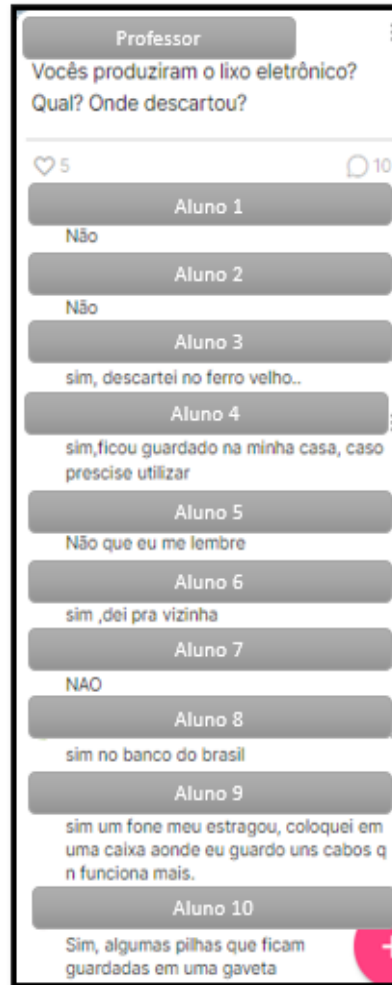 Professor
Vocês produziram o lixo eletrônico?
Qual? Onde descartou?
5
10
Aluno 1
Não
Aluno 2
Não
Aluno 3
sim, descartei no ferro velho..
Aluno 4
sim,ficou guardado na minha casa, caso
prescise utilizar
Aluno 5
Não que eu me lembre
Aluno 6
sim ,dei pra vizinha
Aluno 7
NAO
Aluno 8
sim no banco do brasil
Aluno 9
sim um fone meu estragou, coloquei em
uma caixa aonde eu guardo uns cabos q
n funciona mais.
Aluno 10
Sim, algumas pilhas que ficam
guardadas em uma gaveta